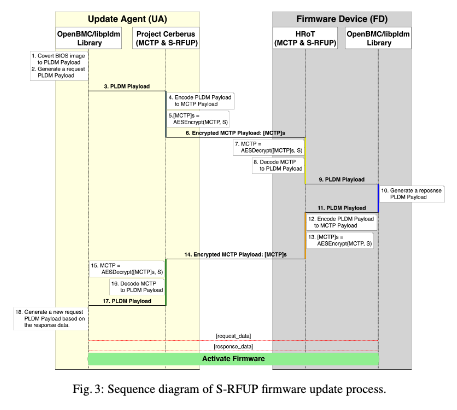 Update Agent (UA)
Firmware Device (FD)
OpenBMC/libpldm
Library
Project Cerberus
(MCTP & S-RFUP)
HRoT
(MCTP & S-RFUP)
OpenBMC/libpldm
Library
1. Covert BIOS image
to PLDM Payload
2. Generate a request
PLDM Payload
3. PLDM Payload
4. Encode PLDM Payload
to MCTP Payload
5.[MCTP]s =
AESEncrypt(MCTP, S)
6. Encrypted MCTP Playload: [MCTP]s
7. MCTP =
AESDecrypt([MCTP]s, S)
8. Decode MCTP
to PLDM Payload
9. PLDM Payload
10. Generate a reposnse
PLDM Payload
11. PLDM Payload
12. Encode PLDM Payload
to MCTP Payload
13. [MCTP]s =
AESEncrypt(MCTP, S)
14. Encrypted MCTP Playload: [MCTP]s
15. MCTP =
AESDecrypt([MCTP]s, S)
16. Decode MCTP
to PLDM Payload
17. PLDM Payload
18. Generate a new request
PLDM Payload based on
the response data.
[request_data]
[response_data]
Activate Firmware
Fig. 3: Sequence diagram of S-RFUP firmware update process.